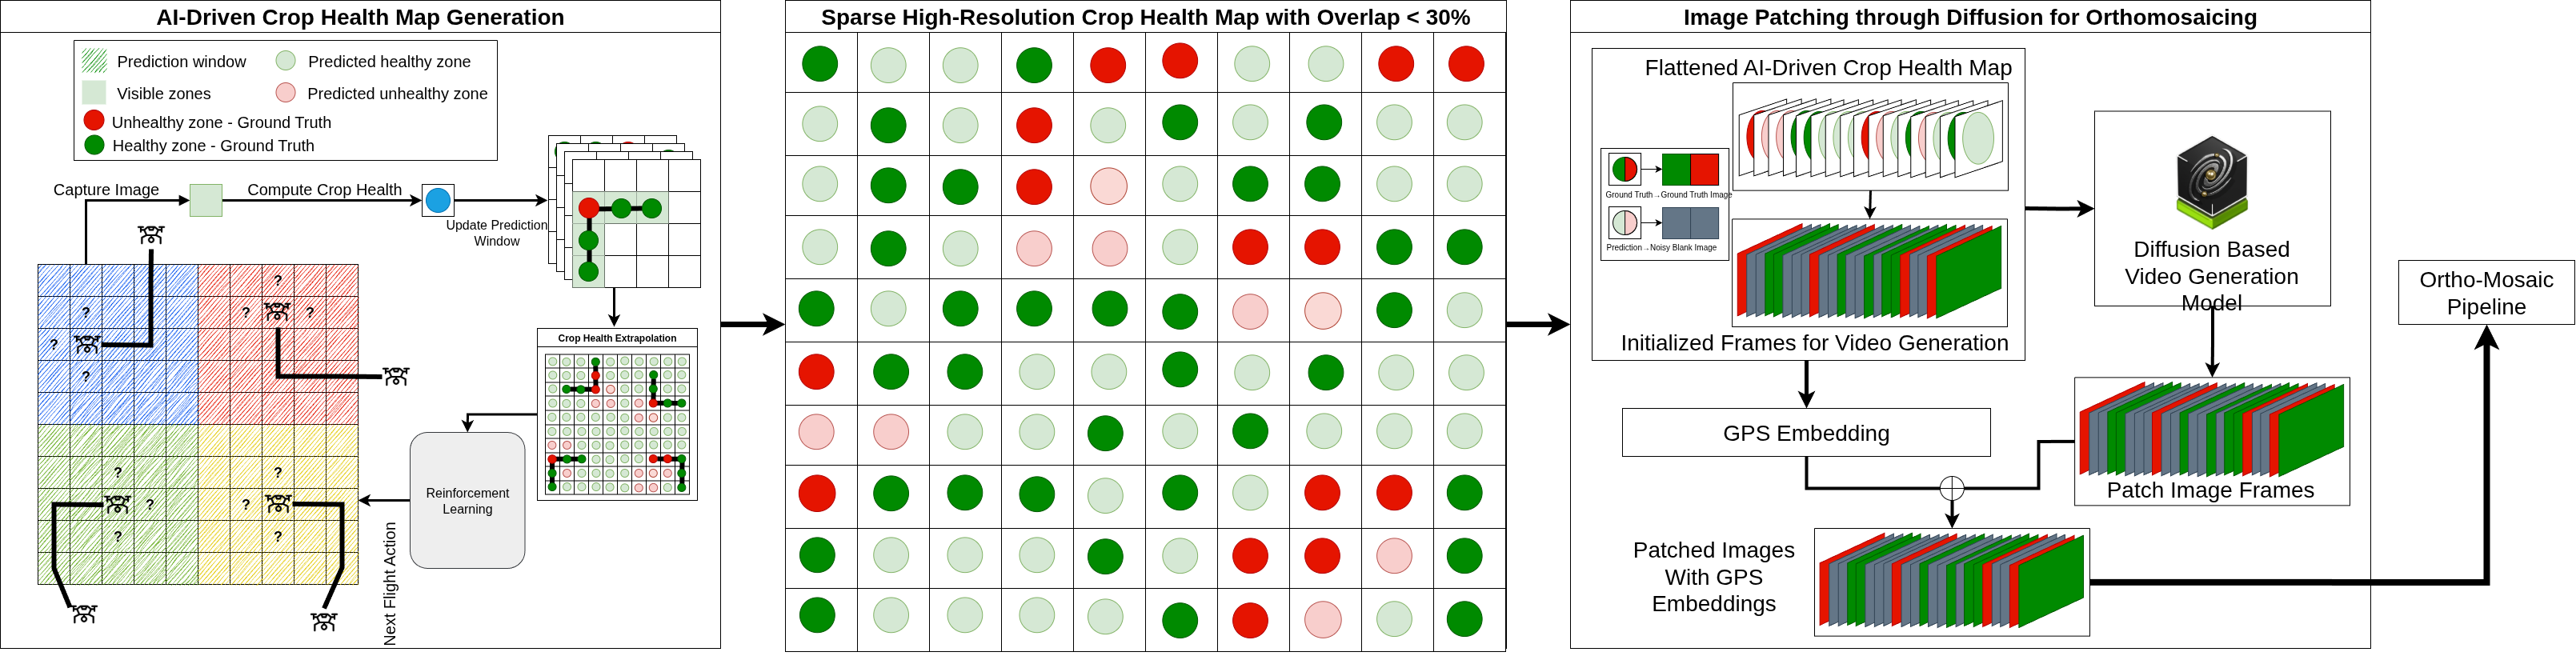 AI-Driven Crop Health Map Generation
Prediction window
Predicted healthy zone
Visible zones
Predicted unhealthy zone
Unhealthy zone - Ground Truth
Healthy zone - Ground Truth
Capture Image
Compute Crop Health
Update Prediction
Window
?
?
?
?
?
?
?
Crop Health Extrapolation
Reinforcement
Learning
?
?
?
?
?
?
?
Next Flight Action
Sparse High-Resolution Crop Health Map with Overlap < 30%
Image Patching through Diffusion for Orthomosaicing
Flattened AI-Driven Crop Health Map
Ground Truth→Ground Truth Image
Prediction→Noisy Blank Image
Initialized Frames for Video Generation
Diffusion Based
Video Generation
Model
GPS Embedding
Patch Image Frames
Patched Images
With GPS
Embeddings
Ortho-Mosaic
Pipeline